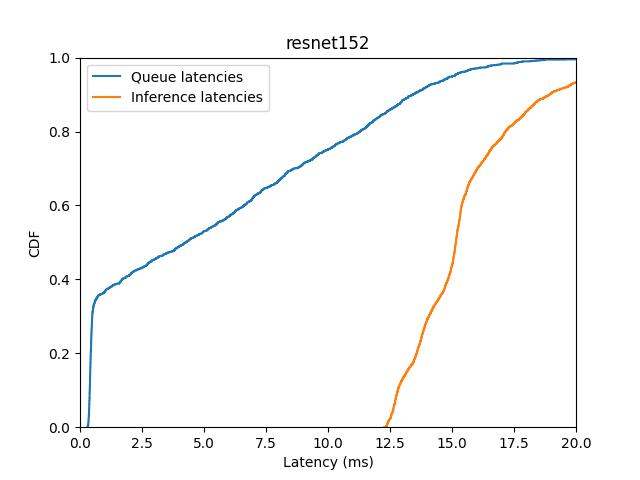 resnet152
1.0
Queue latencies
Inference latencies
0.8
0.6
CDF
0.4
0.2
0.0
0.0 2.5 5.0 7.5 10.0 12.5 15.0 17.5 20.0
Latency (ms)